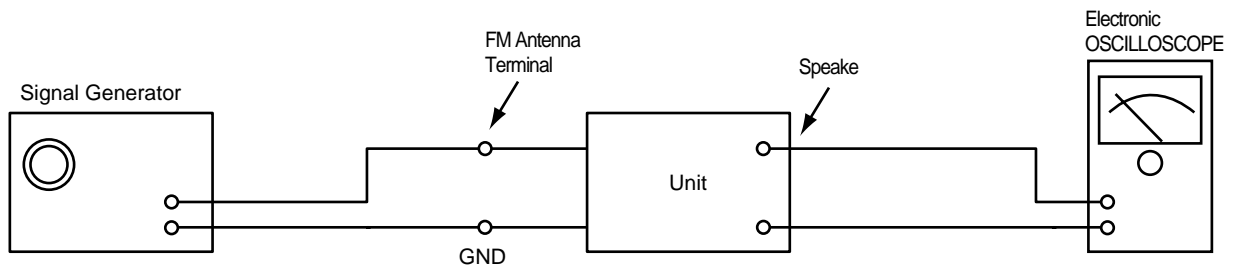 Electronic
OSCILLOSCOPE
FM Antenna
Terminal
Speake
Signal Generator
Unit
GND